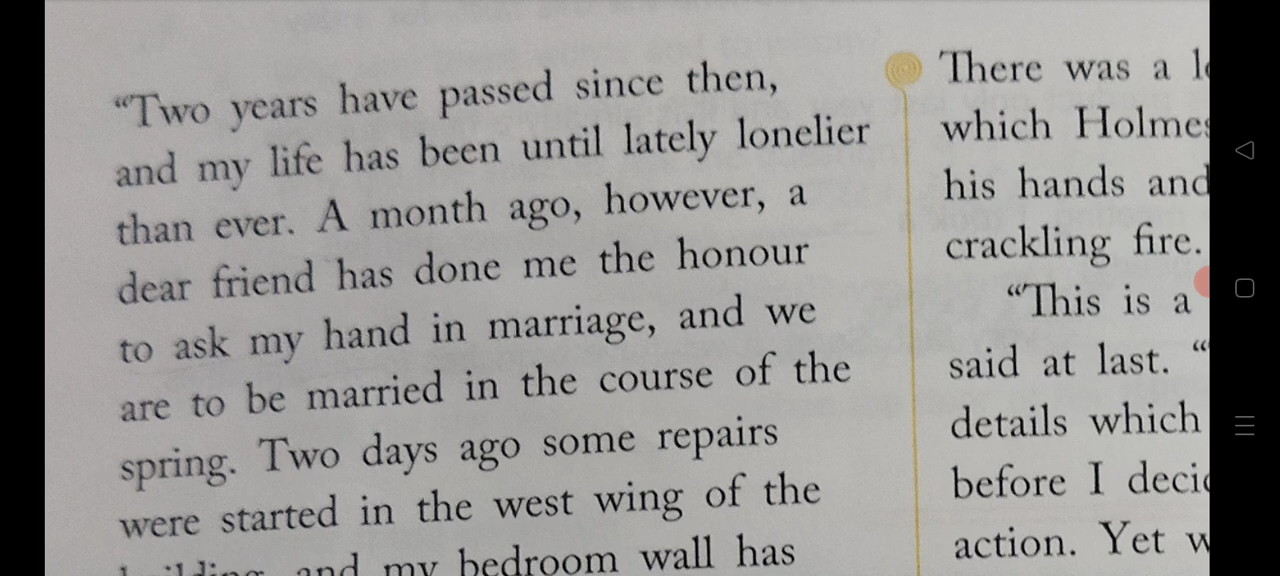 “Two years have passed since then,
and my life has been until lately lonelier
than ever. A month ago, however, a
dear friend has done me the honour
to ask my hand in marriage, and we
are to be married in the course of the
spring. Two days ago some repairs
were started in the west wing of the
and my bedroom wall has
There was a
which Holmes
his hands and
crackling fire.
“This is a
said at last. “
details which
before I
action. Yet